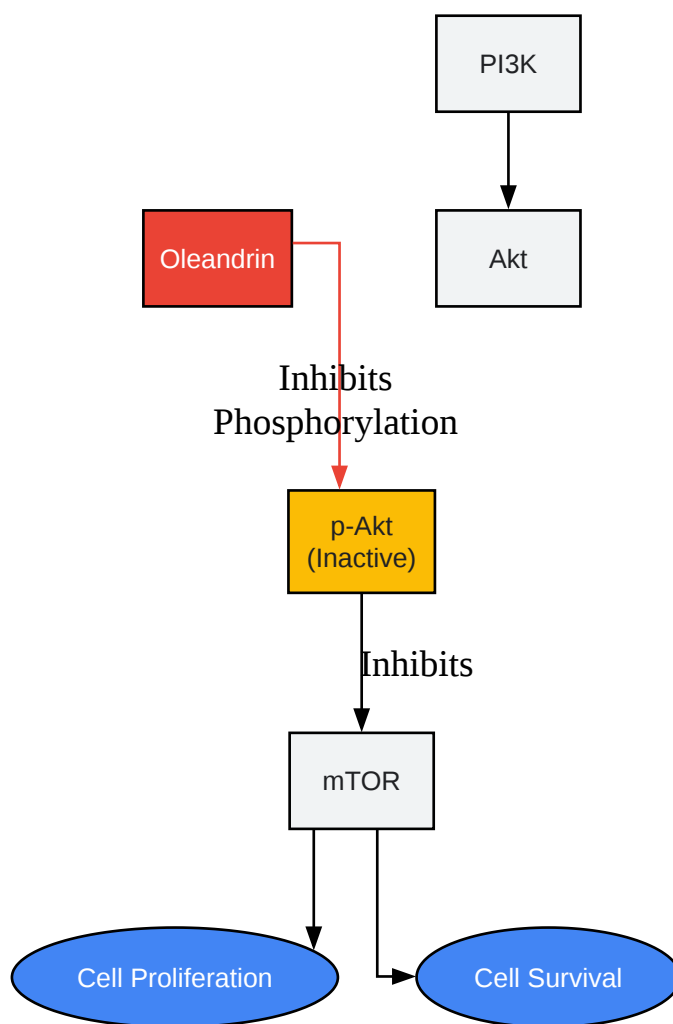 PI3K
Oleandrin
Akt
Inhibits
Phosphorylation
p-Akt
(Inactive)
Inhibits
mTOR
Cell Proliferation
Cell Survival